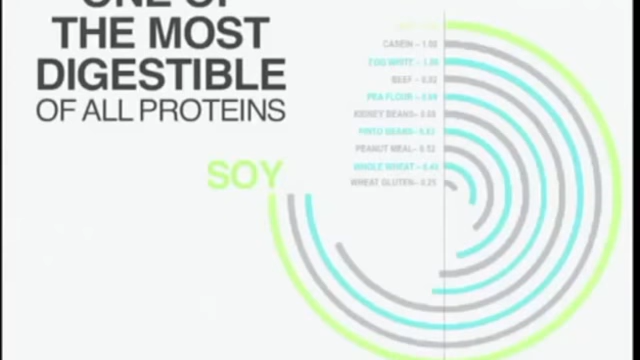 ONE OF
THE MOST
DIGESTIBLE
OF ALL PROTEINS
SOY
CASEIN – 1.00
EGG WHITE – 1.00
BEEF – 0.92
PEA FLOUR – 0.69
KIDNEY BEANS – 0.68
PINTO BEANS – 0.63
PEANUT MEAL – 0.52
WHOLE WHEAT – 0.40
WHEAT GLUTEN – 0.25